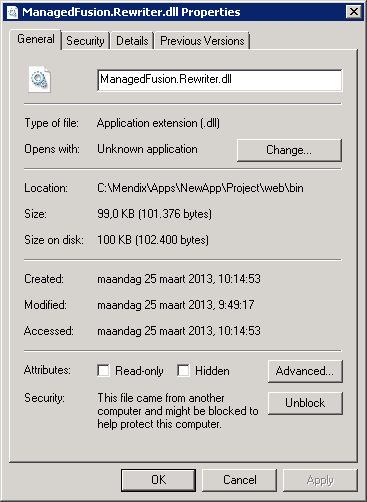 ManagedFusion.Rewriter.dll Properties
General Security Details Previous Versions
ManagedFusion.Rewriter.dll
Type of file: Application extension (.dll)
Opens with: Unknown application Change...
Location: C:\Mendix\Apps\NewApp\Project\web\bin
Size: 99,0 KB (101.376 bytes)
Size on disk: 100 KB (102.400 bytes)
Created: maandag 25 maart 2013, 10:14:53
Modified: maandag 25 maart 2013, 9:49:17
Accessed: maandag 25 maart 2013, 10:14:53
Attributes: Read-only Hidden Advanced...
Security: This file came from another
computer and might be blocked to
help protect this computer.
Unblock
OK Cancel Apply